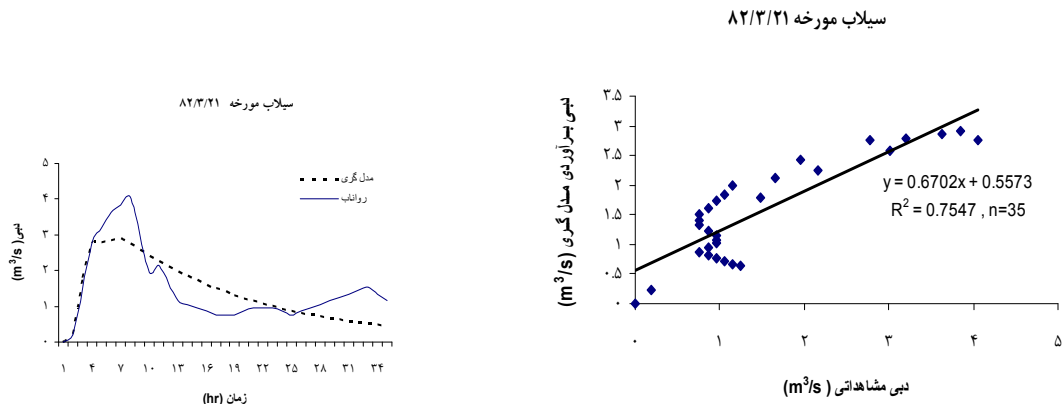 سیلاب مورخه ۸۲/۳/۲۱
دبی برآوردی مدل گری (m³/s)
۳.۵
۳
۲.۵
۲
۱.۵
۱
۰.۵
۰
y = 0.6702x + 0.5573
R² = 0.7547 , n=35
۰ ۱ ۲ ۳ ۴ ۵
دبی مشاهداتی (m³/s)
سیلاب مورخه ۸۲/۳/۲۱
دبی (m³/s)
۵
۴
۳
۲
۱
۰
مدل گری
رواناب
۱ ۴ ۷ ۱۰ ۱۳ ۱۶ ۱۹ ۲۲ ۲۵ ۲۸ ۳۱ ۳۴
زمان (hr)